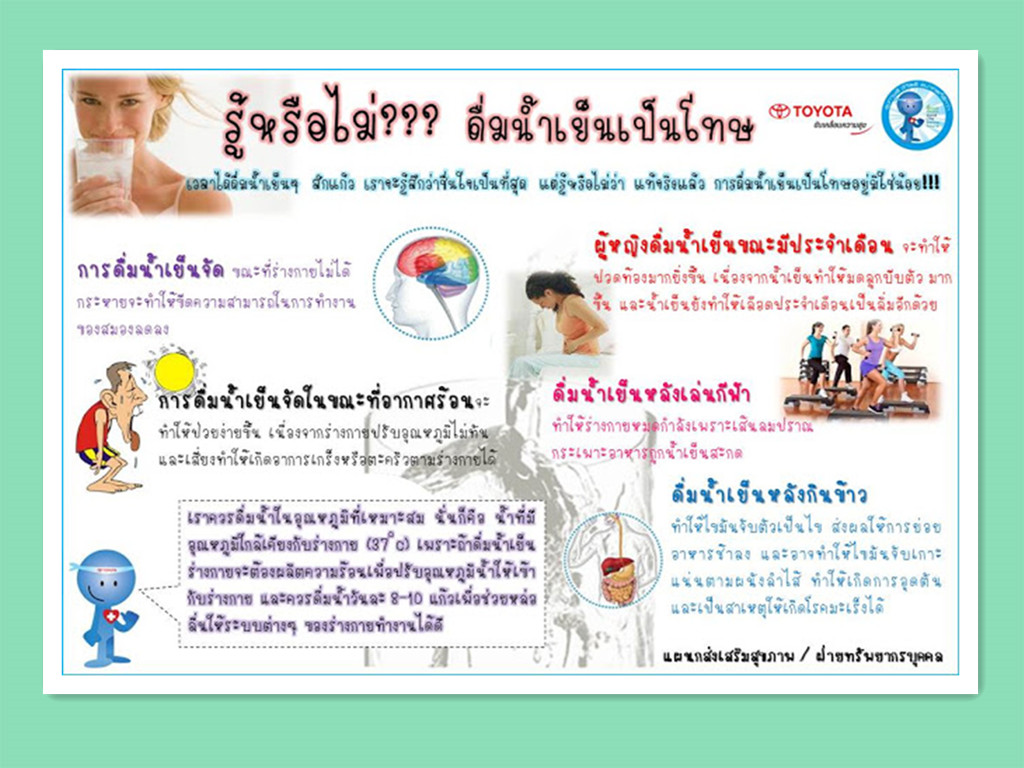 รู้หรือไม่??? ดื่มน้ำเย็นเป็นโทษ
TOYOTA
ขับเคลื่อนความสุข
เวลาได้ดื่มน้ำเย็นๆ สักแก้ว เราจะรู้สึกว่าชื่นใจเป็นที่สุด แต่รู้หรือไม่ว่า แท้จริงแล้ว การดื่มน้ำเย็นเป็นโทษอยู่มิใช่น้อย!!!
การดื่มน้ำเย็นจัด ขณะที่ร่างกายไม่ได้
กระหายจะทำให้ขีดความสามารถในการทำงาน
ของสมองลดลง
ผู้หญิงดื่มน้ำเย็นขณะมีประจำเดือน จะทำให้
ปวดท้องมากยิ่งขึ้น เนื่องจากน้ำเย็นทำให้มดลูกบีบตัว มาก
ขึ้น และน้ำเย็นยังทำให้เลือดประจำเดือนเป็นลิ่มอีกด้วย
การดื่มน้ำเย็นจัดในขณะที่อากาศร้อนจะ
ทำให้ป่วยง่ายขึ้น เนื่องจากร่างกายปรับอุณหภูมิไม่ทัน
และเสี่ยงทำให้เกิดอาการเกร็งหรือตะคริวตามร่างกายได้
ดื่มน้ำเย็นหลังเล่นกีฬา
ทำให้ร่างกายหมดกำลังเพราะเส้นลมปราณ
กระเพาะอาหารถูกน้ำเย็นสะกด
เราควรดื่มน้ำในอุณหภูมิที่เหมาะสม นั่นก็คือ น้ำที่มี
อุณหภูมิใกล้เคียงกับร่างกาย (37°c) เพราะถ้าดื่มน้ำเย็น
ร่างกายจะต้องผลิตความร้อนเพื่อปรับอุณหภูมิน้ำให้เข้า
กับร่างกาย และควรดื่มน้ำวันละ 8-10 แก้วเพื่อช่วยหล่อ
ลื่นให้ระบบต่างๆ ของร่างกายทำงานได้ดี
ดื่มน้ำเย็นหลังกินข้าว
ทำให้ไขมันจับตัวเป็นไข ส่งผลให้การย่อย
อาหารช้าลง และอาจทำให้ไขมันจับเกาะ
แน่นตามผนังลำไส้ ทำให้เกิดการอุดตัน
และเป็นสาเหตุให้เกิดโรคมะเร็งได้
แผนกส่งเสริมสุขภาพ / ฝ่ายทรัพยากรบุคคล